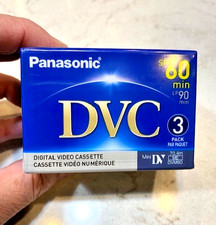 Panasonic
SP 60
min
LP 90
min
DVC
3
PACK
PAR PAQUET
DIGITAL VIDEO CASSETTE
CASSETTE VIDÉO NUMÉRIQUE
Mini DV